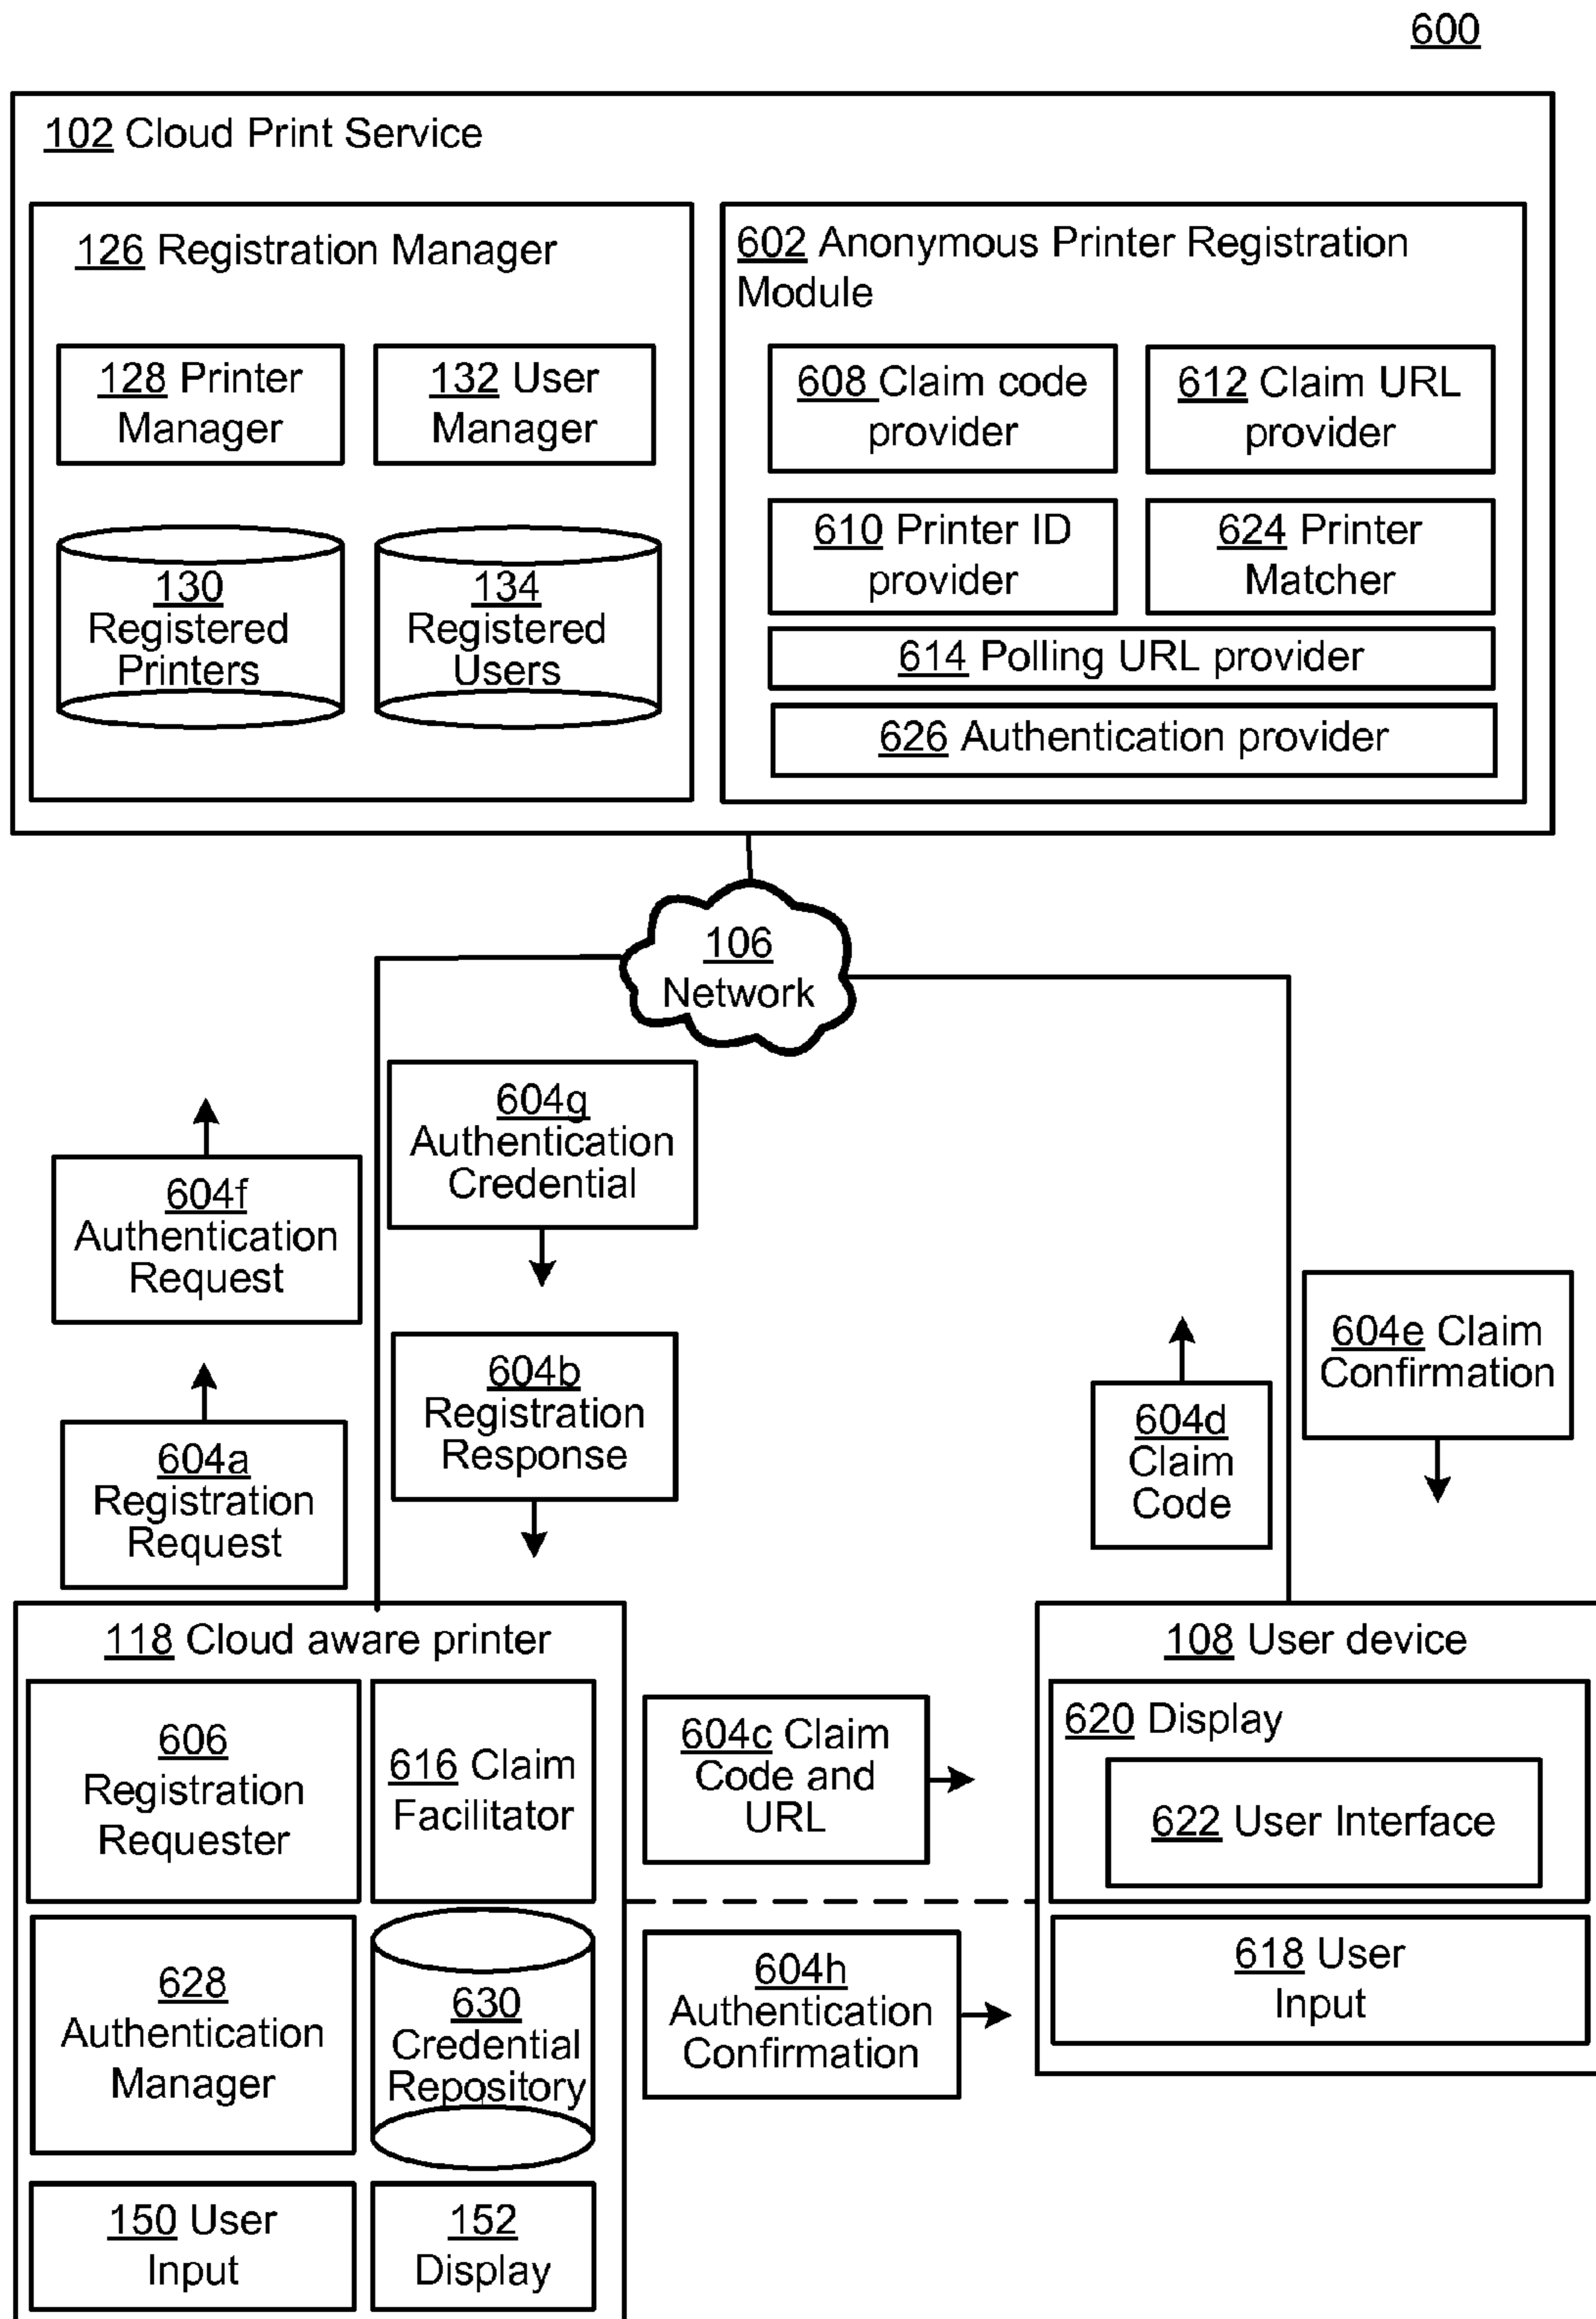 600
102 Cloud Print Service
126 Registration Manager
128 Printer
Manager
132 User
Manager
130
Registered
Printers
134
Registered
Users
602 Anonymous Printer Registration
Module
608 Claim code
provider
612 Claim URL
provider
610 Printer ID
provider
624 Printer
Matcher
614 Polling URL provider
626 Authentication provider
106
Network
604g
Authentication
Credential
604f
Authentication
Request
604b
Registration
Response
604a
Registration
Request
604e Claim
Confirmation
604d
Claim
Code
118 Cloud aware printer
606
Registration
Requester
616 Claim
Facilitator
628
Authentication
Manager
630
Credential
Repository
150 User
Input
152
Display
604c Claim
Code and
URL
604h
Authentication
Confirmation
108 User device
620 Display
622 User Interface
618 User
Input